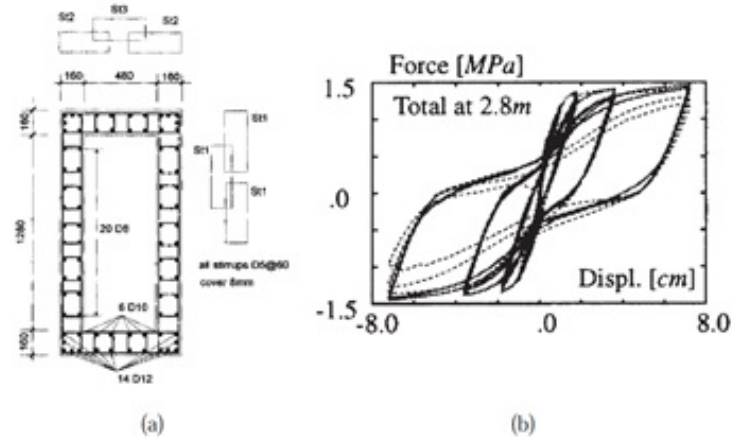 St2
St3
St2
160
480
160
160
1280
160
St1
St1
St1
20 D8
all stirrups D5@60
cover 8mm
6 D10
14 D12
(a)
Force [MPa]
1.5
Total at 2.8m
.0
Displ. [cm]
-1.5
-8.0
.0
8.0
(b)